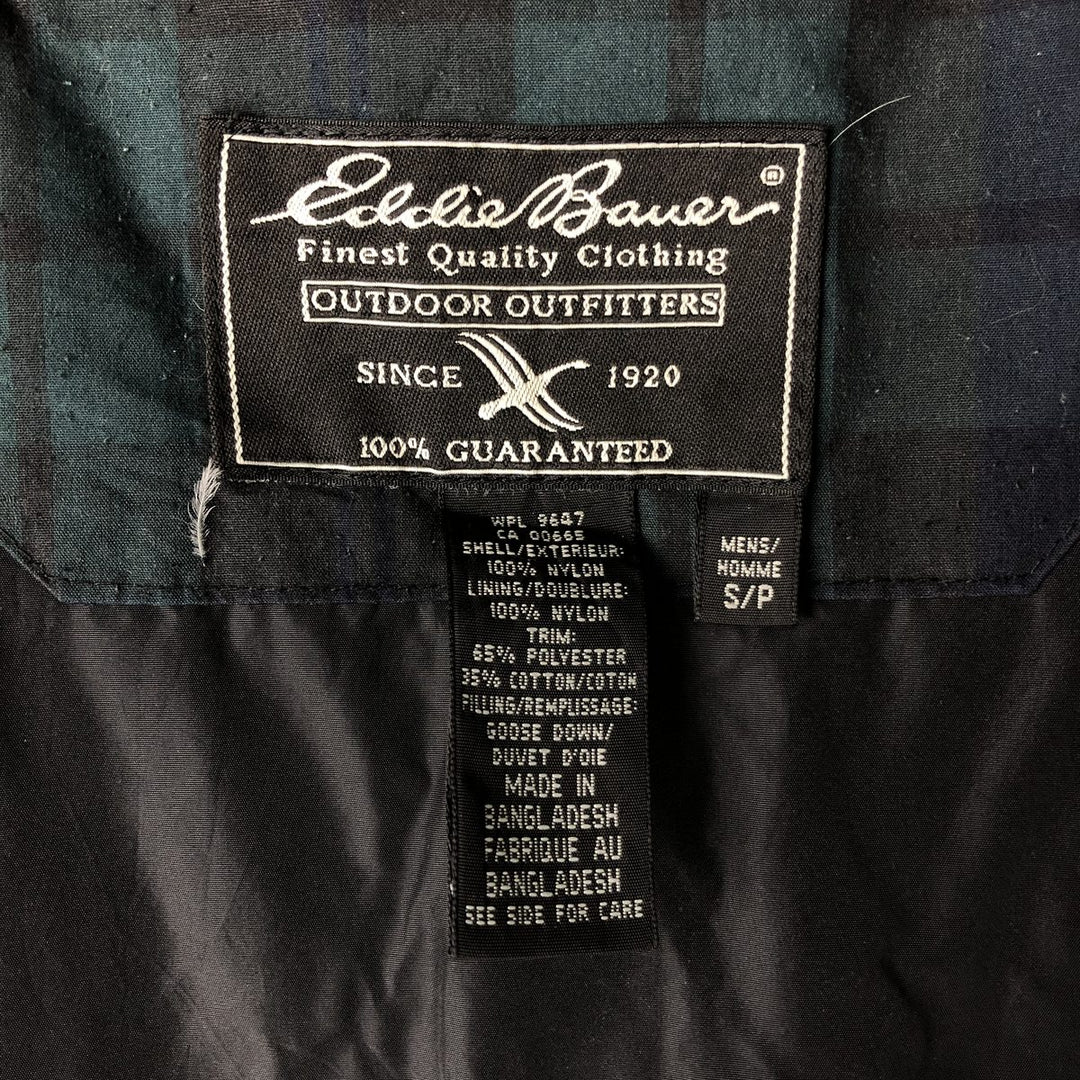 Eddie Bauer ®
Finest Quality Clothing
OUTDOOR OUTFITTERS
SINCE 1920
100% GUARANTEED
WPL 9647
CA 00665
SHELL/EXTERIEUR:
100% NYLON
LINING/DOUBLURE:
100% NYLON
TRIM:
65% POLYESTER
35% COTTON/COTON
FILLING/REMPLISSAGE:
GOOSE DOWN/
DUVET D'OIE
MADE IN
BANGLADESH
FABRIQUE AU
BANGLADESH
SEE SIDE FOR CARE
MENS/
HOMME
S/P